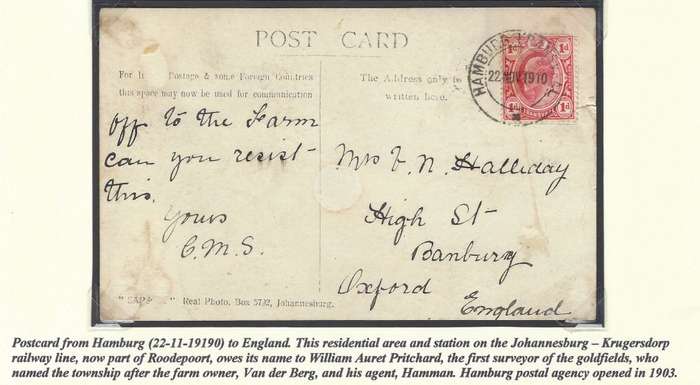 POST CARD
For Postage & some Foreign Countries
this space may now be used for communication
The Address only to
written here.
HAMBURG
22 NOV 1910
1d 1d
1d 1d
off to the Farm
can you resist-
this.
Yours
C.M.S.
Mrs V. N. Halliday
High St
Banbury
Oxford
England
Real Photo. Box 5792, Johannesburg.
Postcard from Hamburg (22-11-19190) to England. This residential area and station on the Johannesburg – Krugersdorp
railway line, now part of Roodepoort, owes its name to William Auret Pritchard, the first surveyor of the goldfields, who
named the township after the farm owner, Van der Berg, and his agent, Hamman. Hamburg postal agency opened in 1903.